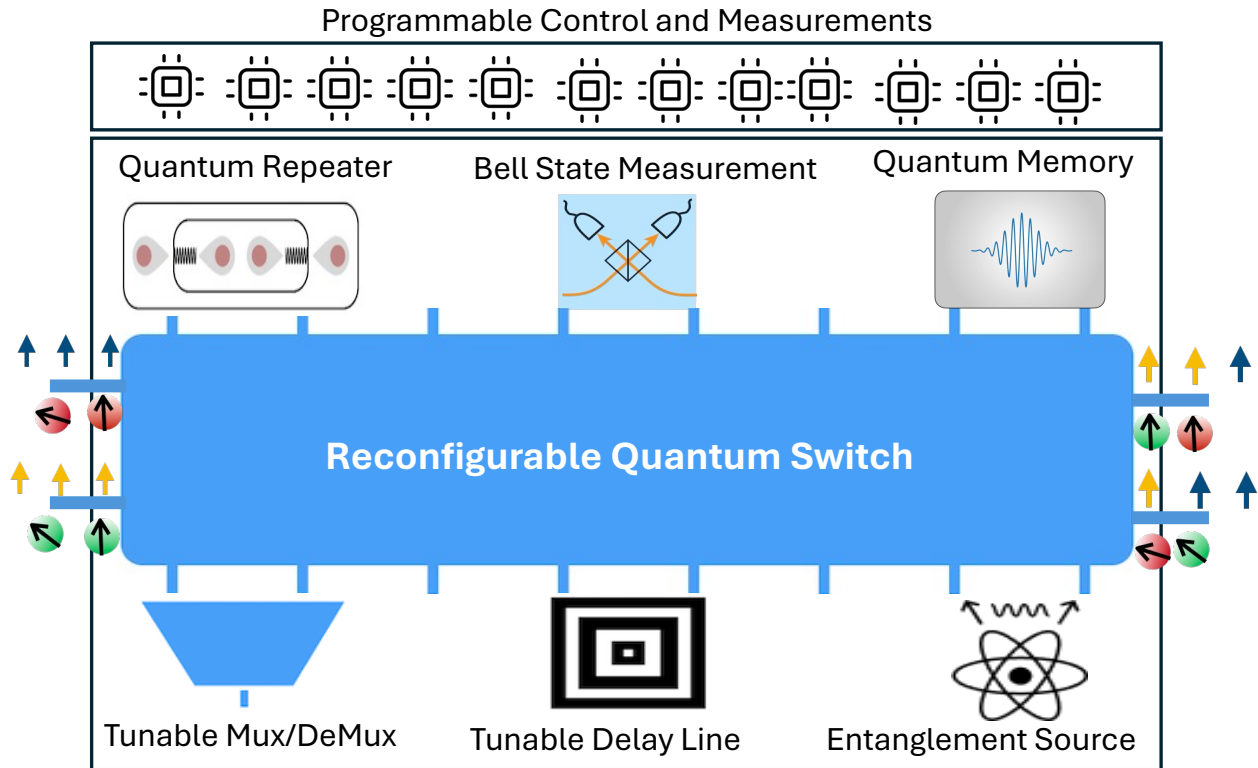 Programmable Control and Measurements
Quantum Repeater
Bell State Measurement
Quantum Memory
Reconfigurable Quantum Switch
Tunable Mux/DeMux
Tunable Delay Line
Entanglement Source